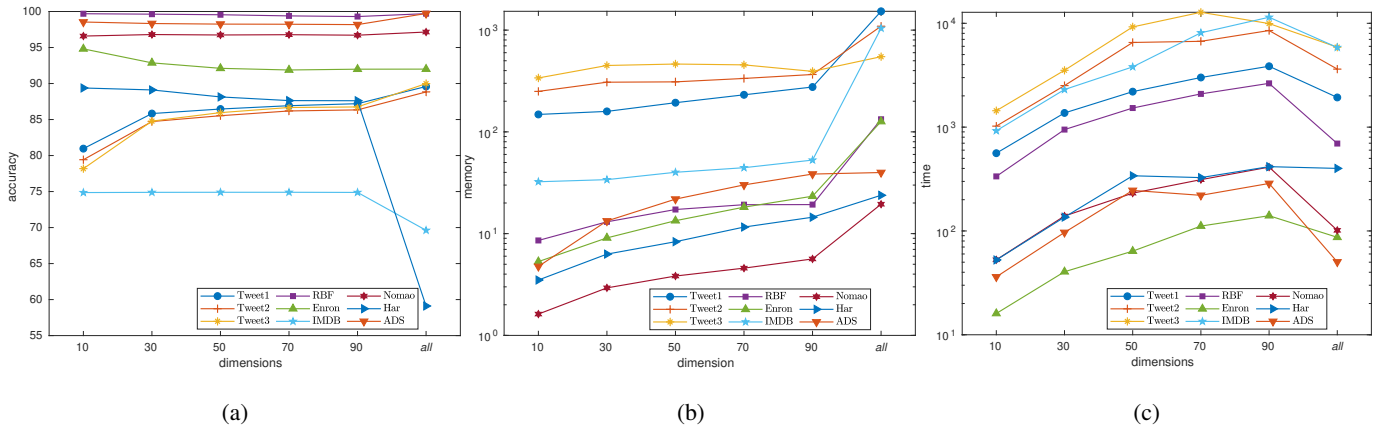 100
95
90
85
80
75
70
65
60
55
accuracy
10 30 50 70 90 all
dimensions
Tweet1 RBF Nomao
Tweet2 Enron Har
Tweet3 IMDB ADS
(a)
10^3
10^2
10^1
10^0
memory
10 30 50 70 90 all
dimension
Tweet1 RBF Nomao
Tweet2 Enron Har
Tweet3 IMDB ADS
(b)
10^4
10^3
10^2
10^1
time
10 30 50 70 90 all
dimensions
Tweet1 RBF Nomao
Tweet2 Enron Har
Tweet3 IMDB ADS
(c)